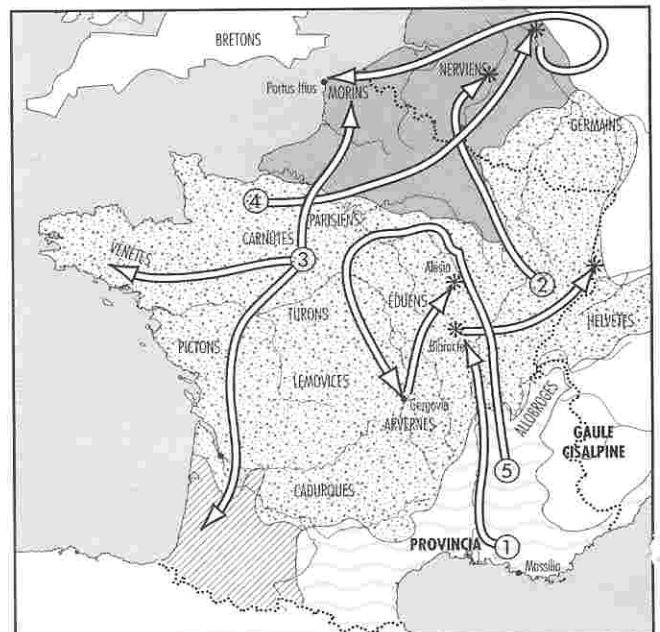 BRETONS
Portus Itius
MORINS
NERVIENS
GERMAINS
4
PARISIENS
CARNUTES
3
VENETES
Alésia
2
EDUENS
TURONS
HELVETES
PICTONS
Bibracte
LEMOVICES
ALLOBROGES
Gergovia
ARVERNES
GAULE
CISALPINE
5
CADURQUES
PROVINCIA
1
Massilia